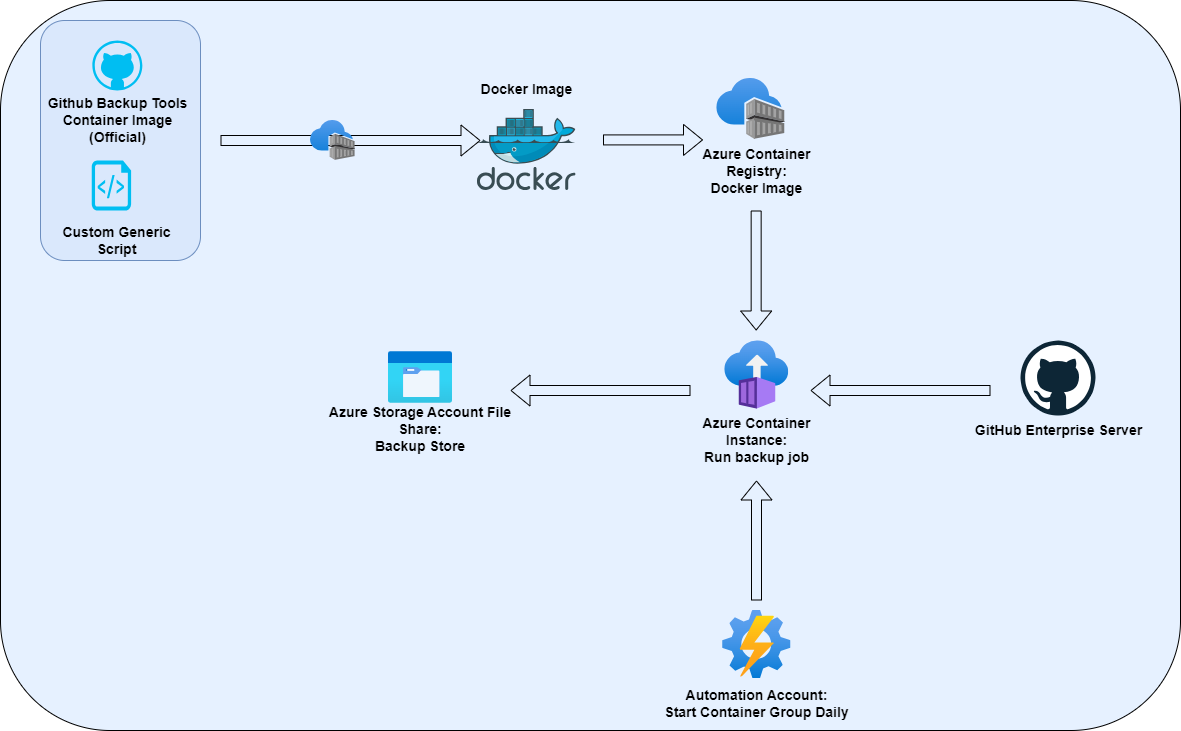 Github Backup Tools
Container Image
(Official)
Custom Generic
Script
Docker Image
docker
Azure Container
Registry:
Docker Image
Azure Storage Account File
Share:
Backup Store
Azure Container
Instance:
Run backup job
GitHub Enterprise Server
Automation Account:
Start Container Group Daily